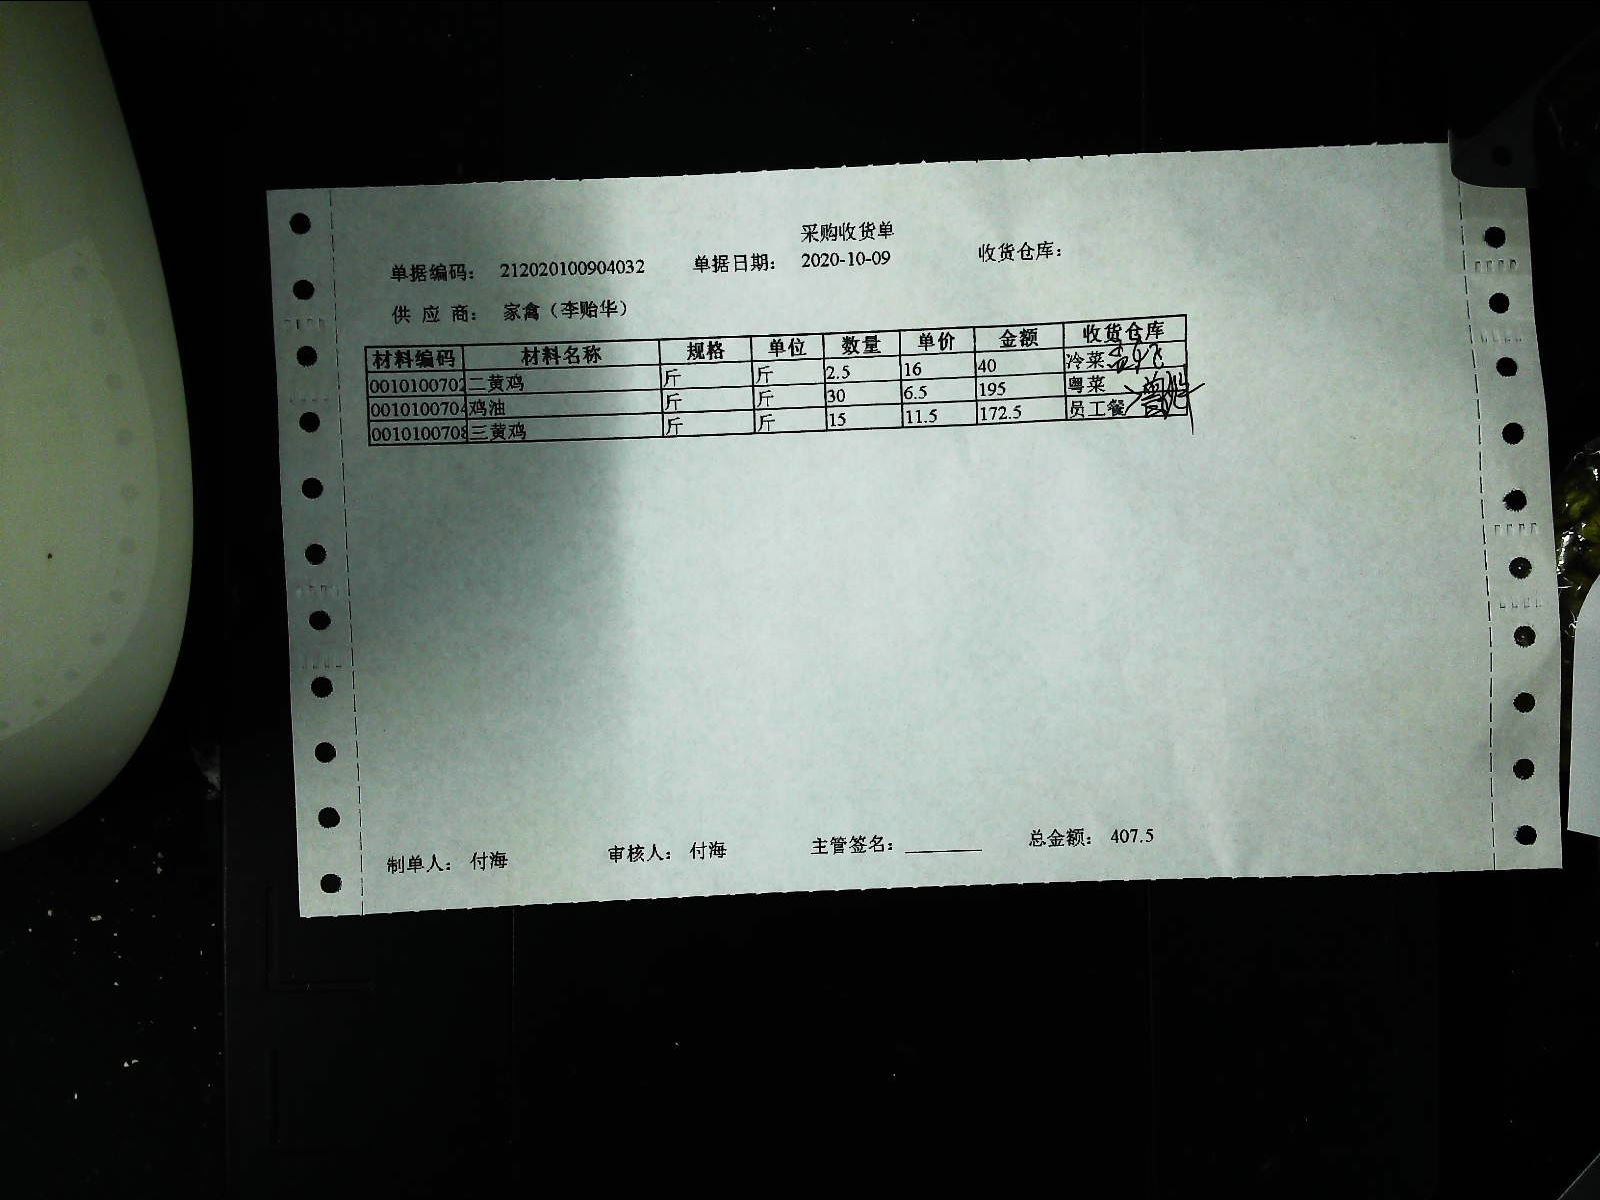 采购收货单
单据编码： 212020100904032 单据日期： 2020-10-09 收货仓库：
供 应 商： 家禽（李贻华）
材料编码 材料名称 规格 单位 数量 单价 金额 收货仓库
0010100702 二黄鸡 斤 斤 2.5 16 40 冷菜
0010100704 鸡油 斤 斤 30 6.5 195 粤菜
0010100708 三黄鸡 斤 斤 15 11.5 172.5 员工餐
制单人： 付海 审核人： 付海 主管签名： 总金额： 407.5